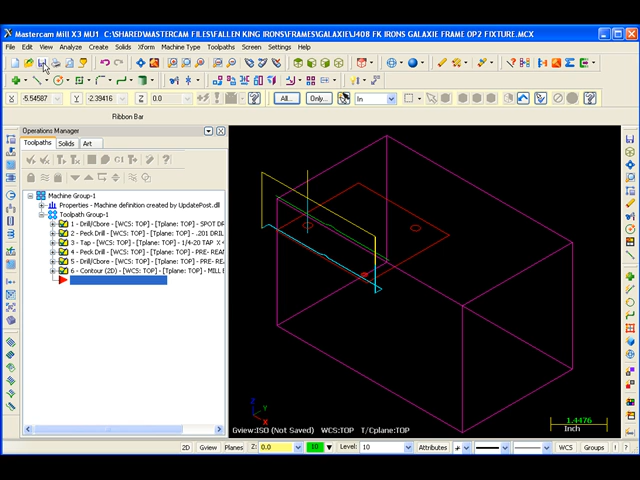 Mastercam Mill X3 MU1 C:\SHARED\MASTERCAM FILES\FALLEN KING IRONS\FRAMES\GALAXIE\J408 FK IRONS GALAXIE FRAME OP2 FIXTURE.MCX
File Edit View Analyze Create Solids Xform Machine Type Toolpaths Screen Settings Help
X -5.54587 Y -2.39416 Z 0.0 All... Only... In
Ribbon Bar
Operations Manager
Toolpaths Solids Art
G1
Machine Group-1
Properties - Machine definition created by UpdatePost.dll
Toolpath Group-1
1 - Drill/Cbore - [WCS: TOP] - [Tplane: TOP] - SPOT DR
2 - Peck Drill - [WCS: TOP] - [Tplane: TOP] - .201 DRIL
3 - Tap - [WCS: TOP] - [Tplane: TOP] - 1/4-20 TAP X
4 - Peck Drill - [WCS: TOP] - [Tplane: TOP] - PRE-REAM
5 - Drill/Cbore - [WCS: TOP] - [Tplane: TOP] - PRE-RE
6 - Contour (2D) - [WCS: TOP] - [Tplane: TOP] - MILL
Z
Y
X
Gview:ISO (Not Saved) WCS:TOP T/Cplane:TOP
1.4476
Inch
2D Gview Planes Z: 0.0 10 Level: 10 Attributes WCS Groups